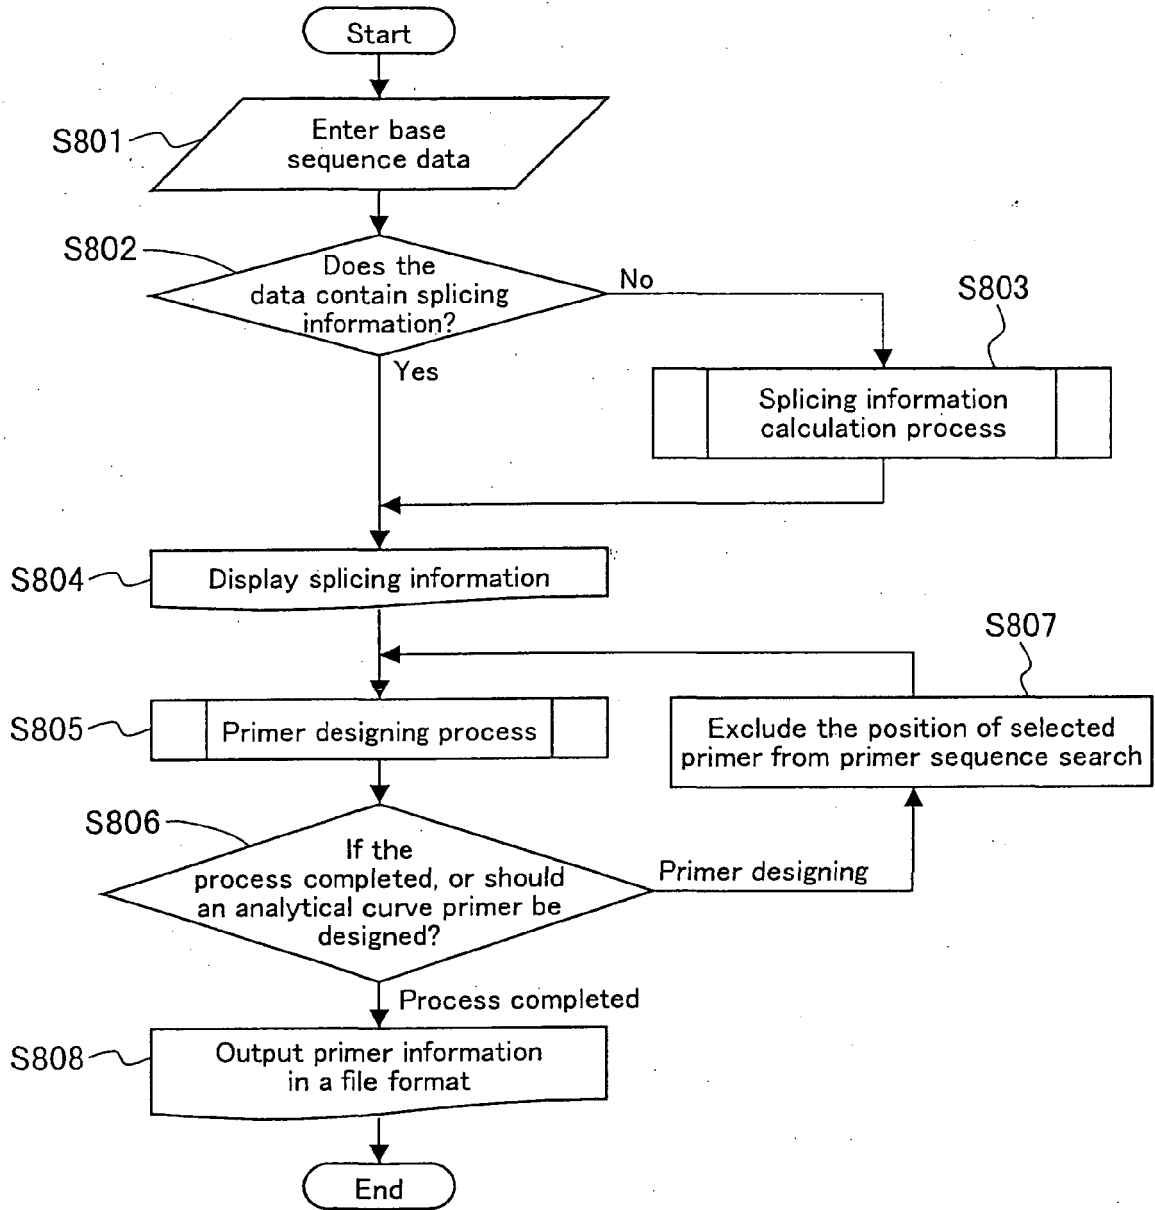 Start
S801
Enter base
sequence data
S802
Does the
data contain splicing
information?
No
Yes
S803
Splicing information
calculation process
S804
Display splicing information
S807
Exclude the position of selected
primer from primer sequence search
S805
Primer designing process
S806
If the
process completed, or should
an analytical curve primer be
designed?
Primer designing
Process completed
S808
Output primer information
in a file format
End